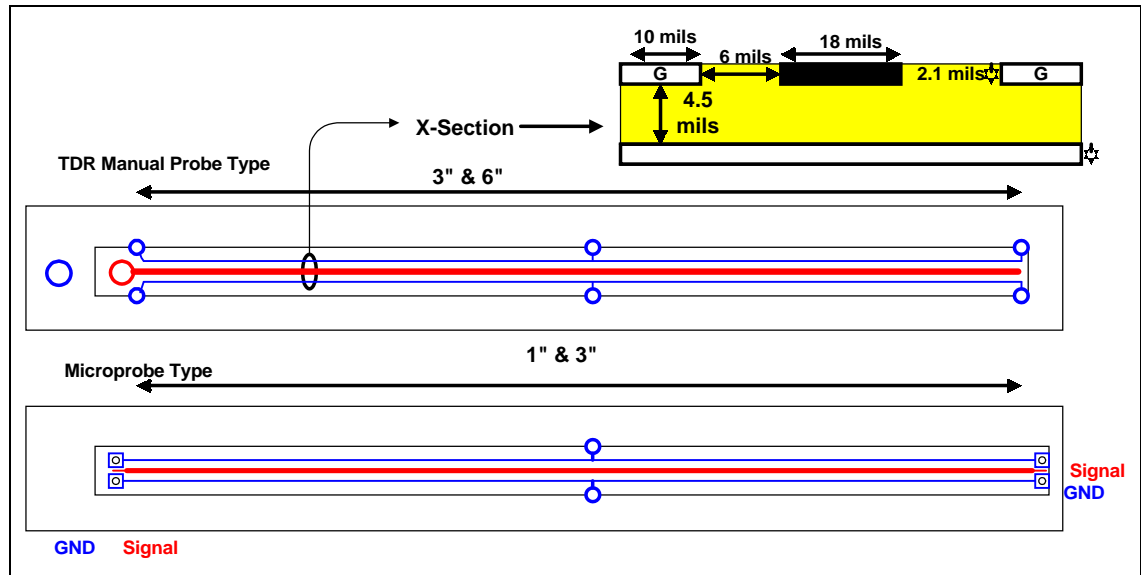 10 mils
18 mils
6 mils
G
2.1 mils
G
4.5
mils
X-Section
TDR Manual Probe Type
3" & 6"
1" & 3"
Microprobe Type
Signal
GND
GND Signal